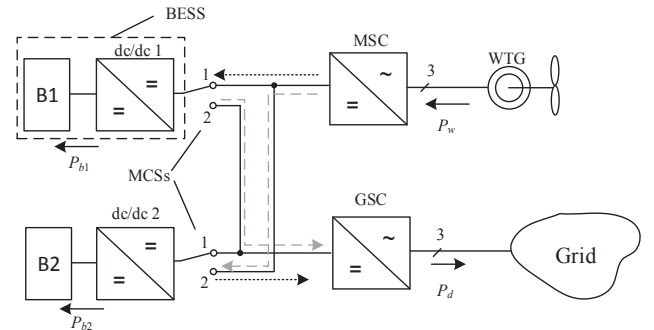 BESS
dc/dc 1
MSC
WTG
B1
=
=
1
2
~
=
3
P_b1
P_w
MCSs
dc/dc 2
GSC
B2
=
=
1
2
~
=
3
Grid
P_b2
P_d